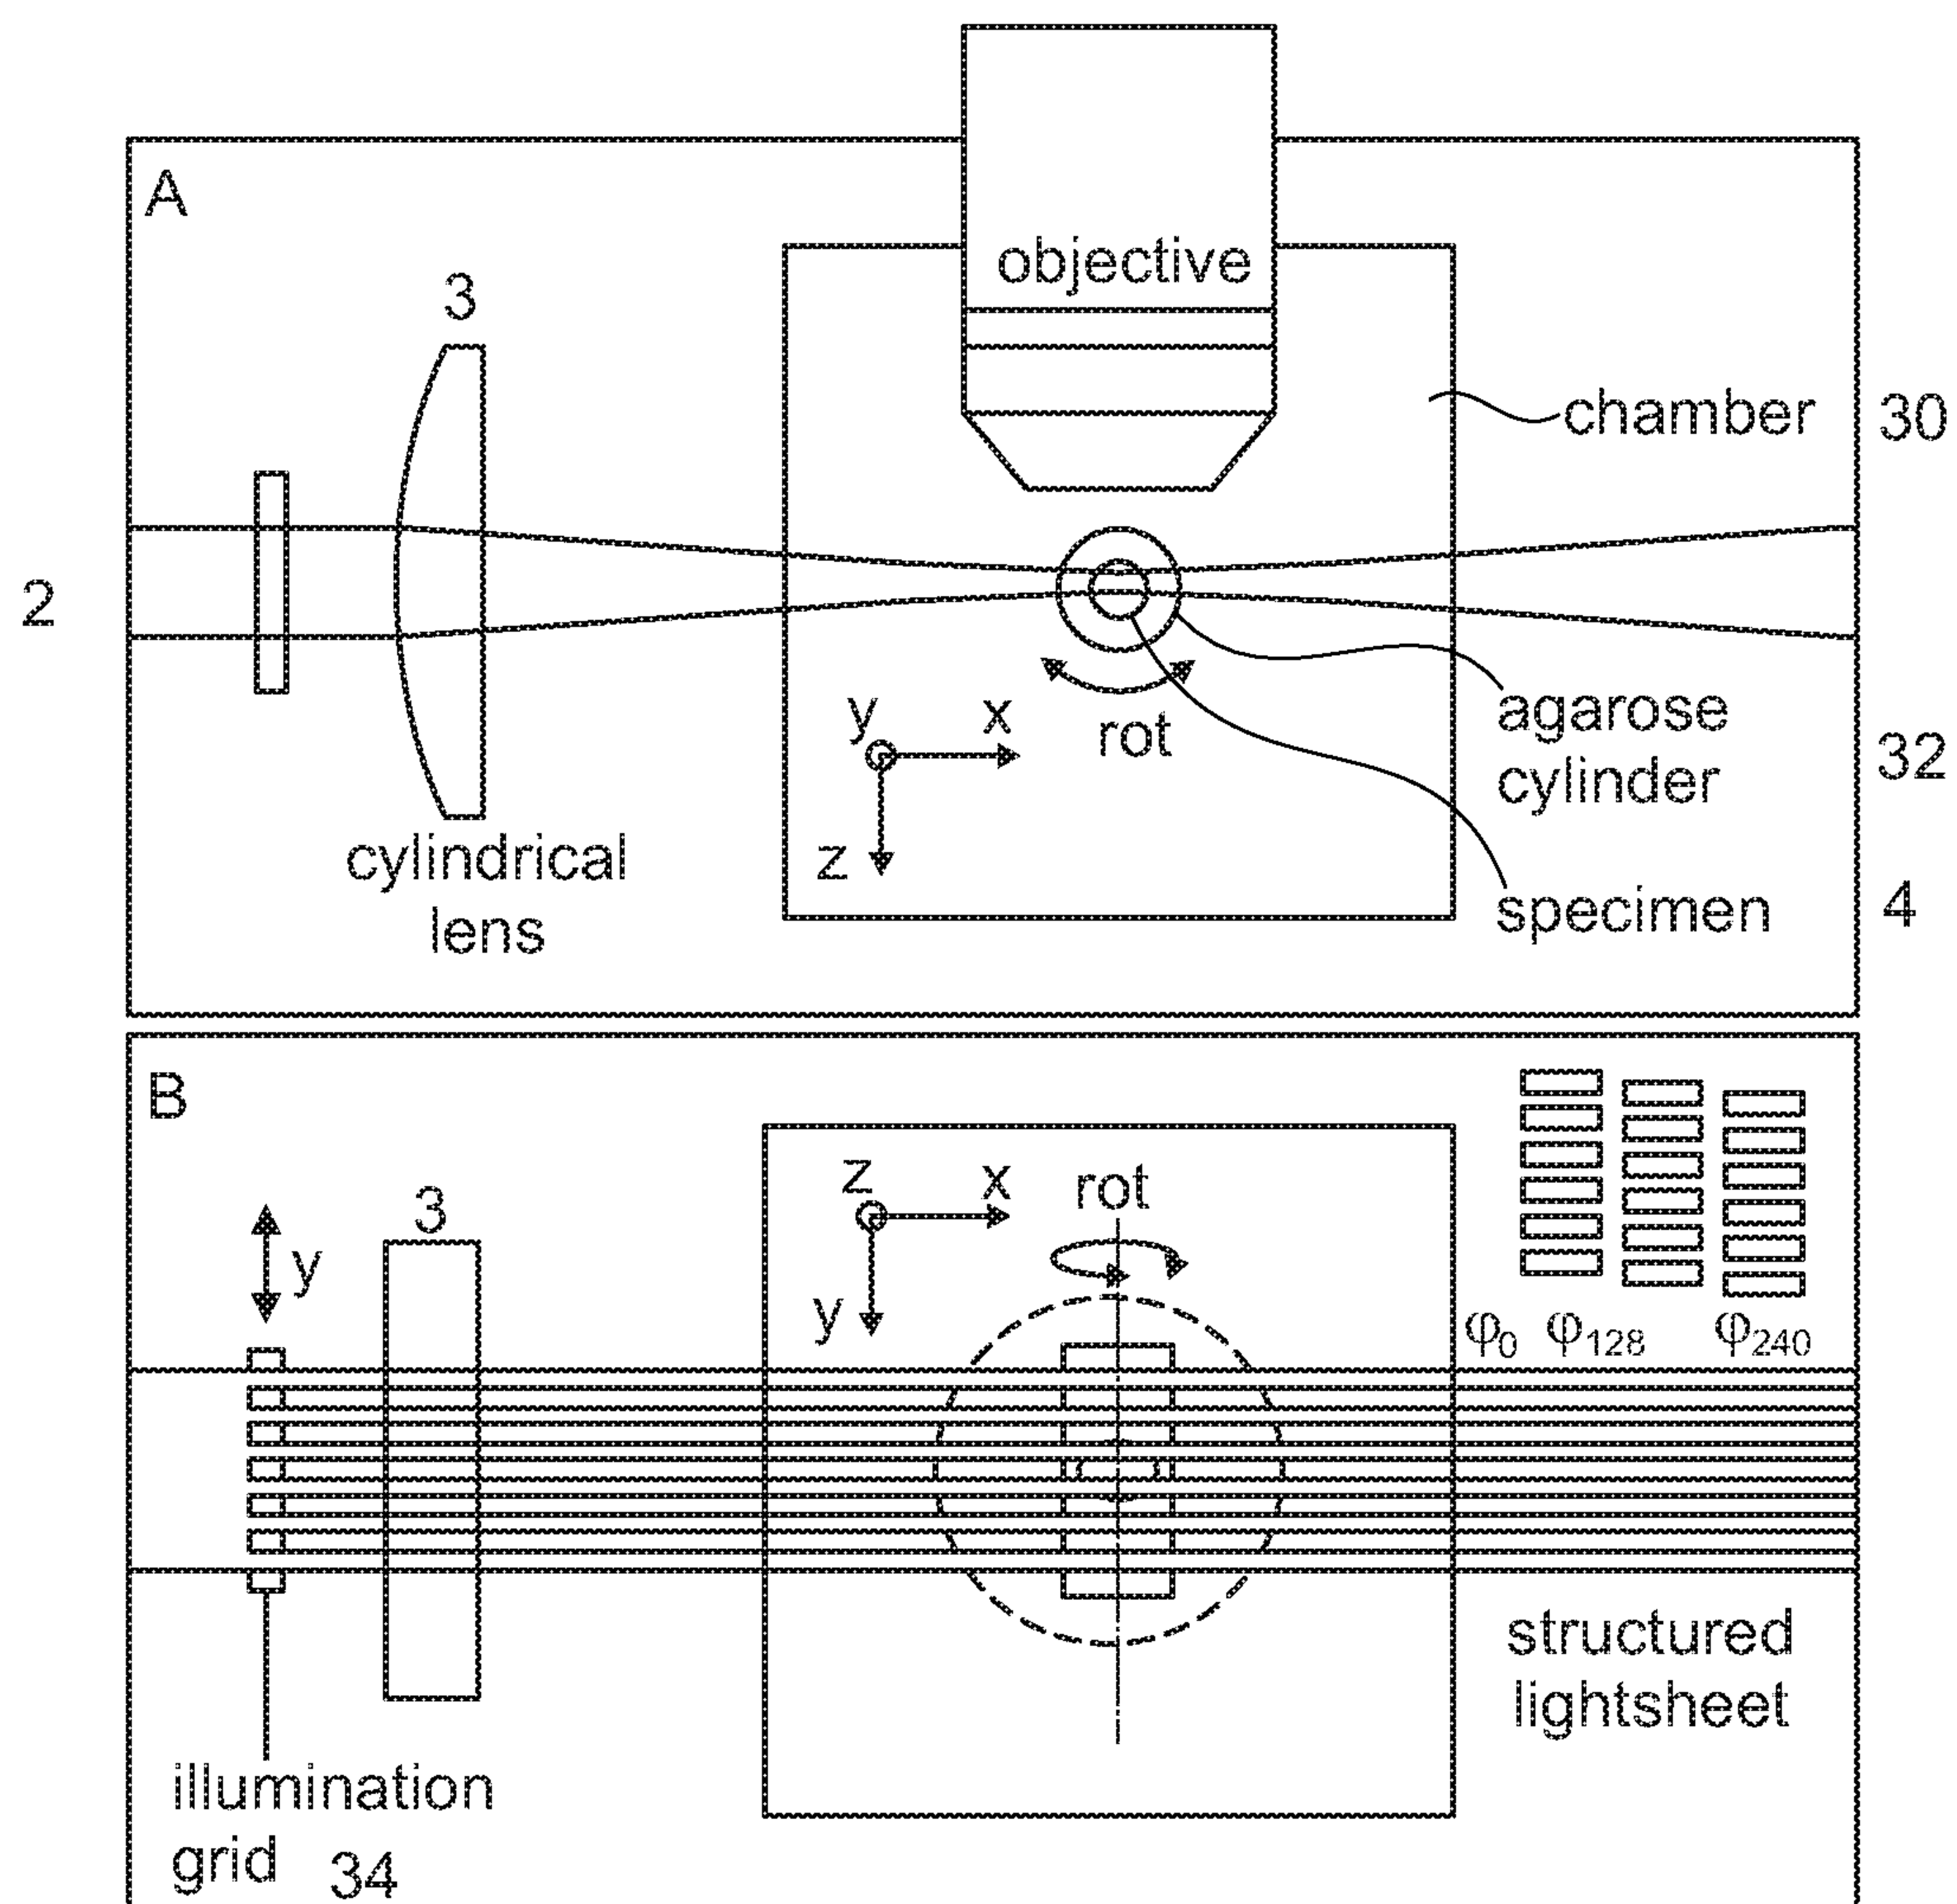 A
objective
3
chamber 30
2
y x
rot
z
agarose
cylinder 32
cylindrical
lens
specimen 4
B
3
y
z x
rot
y
φ0 φ128 φ240
structured
lightsheet
illumination
grid 34